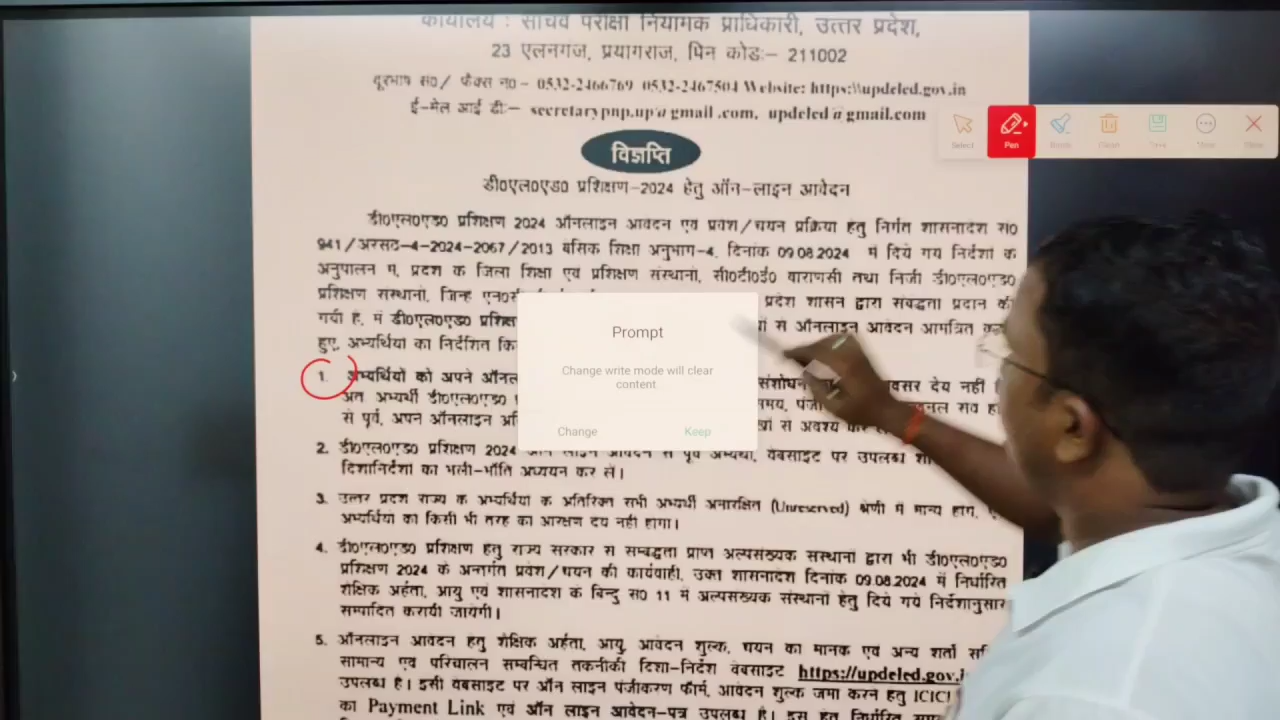 कार्यालय : सचिव परीक्षा नियामक प्राधिकारी, उत्तर प्रदेश,
23 एलनगंज, प्रयागराज, पिन कोड:- 211002
दूरभाष सं0/ फैक्स नं0- 0532-2466769 0532-2467504 Website: https:\\updeled.gov.in
ई-मेल आई डी:- secretarypnp.up@gmail.com, updeled@gmail.com
Select Pen
विज्ञप्ति
डी0एल0एड0 प्रशिक्षण-2024 हेतु ऑन-लाइन आवेदन
डी0एल0एड0 प्रशिक्षण 2024 ऑनलाइन आवेदन एवं प्रवेश/चयन प्रक्रिया हेतु निर्गत शासनादेश सं0
941/अरसठ-4-2024-2067/2013 बेसिक शिक्षा अनुभाग-4, दिनांक 09.08.2024 में दिये गये निर्देशों के
अनुपालन में, प्रदेश के जिला शिक्षा एवं प्रशिक्षण संस्थानों, सी0टी0ई0 वाराणसी तथा निजी डी0एल0एड0
प्रशिक्षण संस्थानों, जिन्हें प्रदेश शासन द्वारा संबद्धता प्रदान की
गयी है, में डी0एल0एड0 से ऑनलाइन आवेदन आमंत्रित
हुए, अभ्यर्थियों को निर्देशित
Prompt
Change write mode will clear
content.
Change Keep
1. अभ्यर्थियों को अपने संशोधन देय नहीं
अतः अभ्यर्थी डी0एल0एड0 समय,
से पूर्व, अपने ऑनलाइन से अवश्य
2. डी0एल0एड0 प्रशिक्षण 2024 ऑन लाइन आवेदन से पूर्व अभ्यर्थी, वेबसाइट पर उपलब्ध
दिशानिर्देशों का भली-भाँति अध्ययन कर लें।
3. उत्तर प्रदेश राज्य के अभ्यर्थियों के अतिरिक्त सभी अभ्यर्थी अनारक्षित (Unreserved) श्रेणी में मान्य होंगे,
अभ्यर्थियों को किसी भी तरह का आरक्षण देय नहीं होगा।
4. डी0एल0एड0 प्रशिक्षण हेतु राज्य सरकार से सम्बद्धता प्राप्त अल्पसंख्यक संस्थानों द्वारा भी डी0एल0एड0
प्रशिक्षण 2024 के अन्तर्गत प्रवेश/चयन की कार्यवाही, उक्त शासनादेश दिनांक 09.08.2024 में निर्धारित
शैक्षिक अर्हता, आयु एवं शासनादेश के बिन्दु सं0 11 में अल्पसंख्यक संस्थानों हेतु दिये गये निर्देशानुसार
सम्पादित करायी जायेगी।
5. ऑनलाइन आवेदन हेतु शैक्षिक अर्हता, आयु, आवेदन शुल्क, चयन का मानक एवं अन्य शर्तों
सामान्य एवं परिचालन सम्बन्धित तकनीकी दिशा-निर्देश वेबसाइट https://updeled.gov.
उपलब्ध है। इसी वेबसाइट पर ऑन लाइन पंजीकरण फॉर्म, आवेदन शुल्क जमा करने हेतु ICICI
का Payment Link एवं ऑन लाइन आवेदन-पत्र उपलब्ध है। इस हेतु निर्धारित